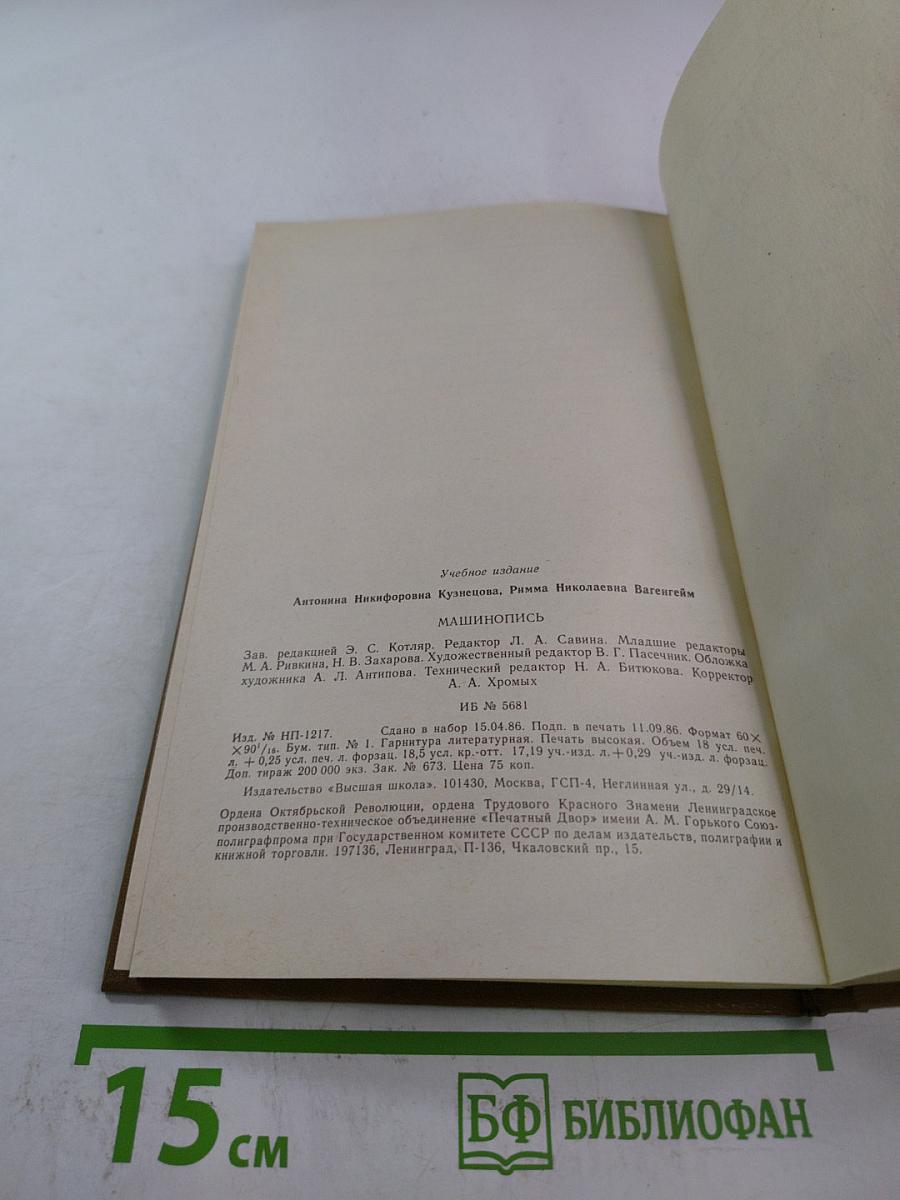 Учебное издание
Антонина Никифоровна Кузнецова, Римма Николаевна Вагенгейм
МАШИНОПИСЬ
Зав. редакцией Э. С. Котляр. Редактор Л. А. Савина. Младшие редакторы
М. А. Ривкина, Н. В. Захарова. Художественный редактор В. Г. Пасечник. Обложка
художника А. Л. Антипова. Технический редактор Н. А. Битюкова. Корректор
А. А. Хромых
ИБ № 5681
Изд. № НП-1217. Сдано в набор 15.04.86. Подп. в печать 11.09.86. Формат 60×
×90¹/₁₆. Бум. тип. № 1. Гарнитура литературная. Печать высокая. Объем 18 усл. печ.
л. + 0,25 усл. печ. л. форзац. 18,5 усл. кр.-отт. 17,19 уч.-изд. л. + 0,29 уч.-изд. л. форзац.
Доп. тираж 200 000 экз. Зак. № 673. Цена 75 коп.
Издательство «Высшая школа». 101430, Москва, ГСП-4, Неглинная ул., д. 29/14.
Ордена Октябрьской Революции, ордена Трудового Красного Знамени Ленинградское
производственно-техническое объединение «Печатный Двор» имени А. М. Горького Союз-
полиграфпрома при Государственном комитете СССР по делам издательств, полиграфии и
книжной торговли. 197136, Ленинград, П-136, Чкаловский пр., 15.
15 см
БФ БИБЛИОФАН